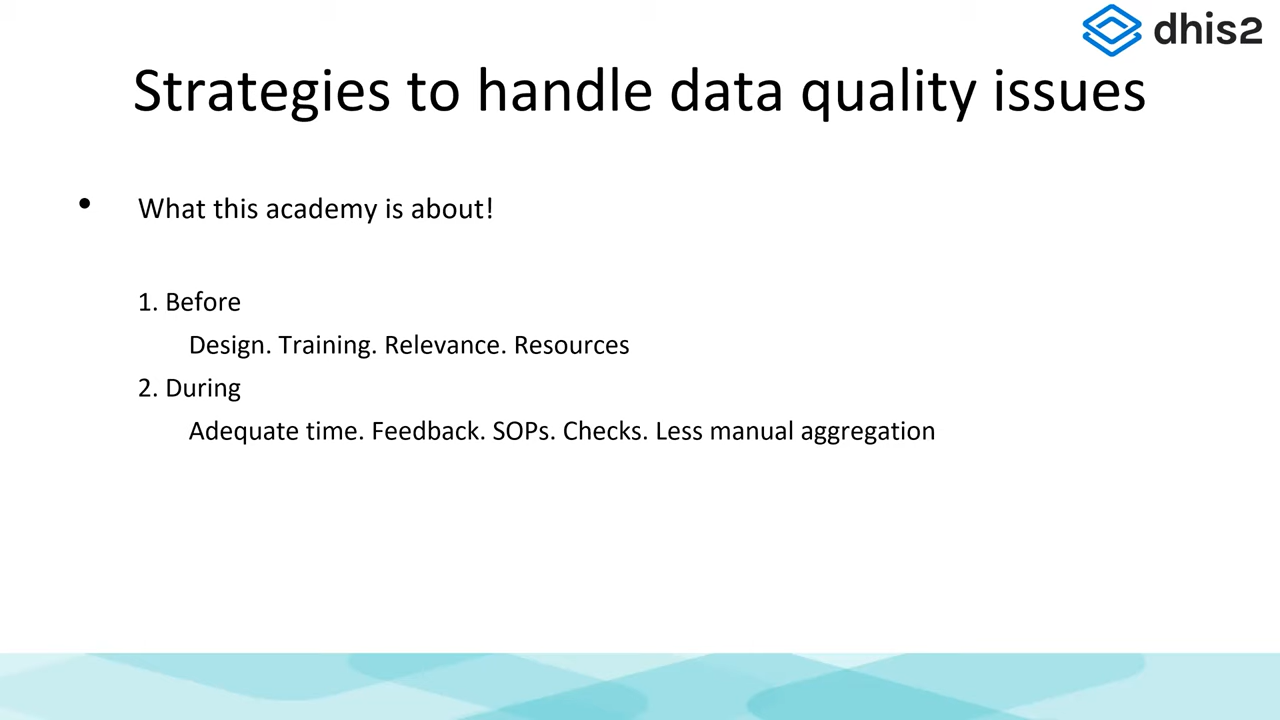 dhis2
Strategies to handle data quality issues
• What this academy is about!
1. Before
Design. Training. Relevance. Resources
2. During
Adequate time. Feedback. SOPs. Checks. Less manual aggregation